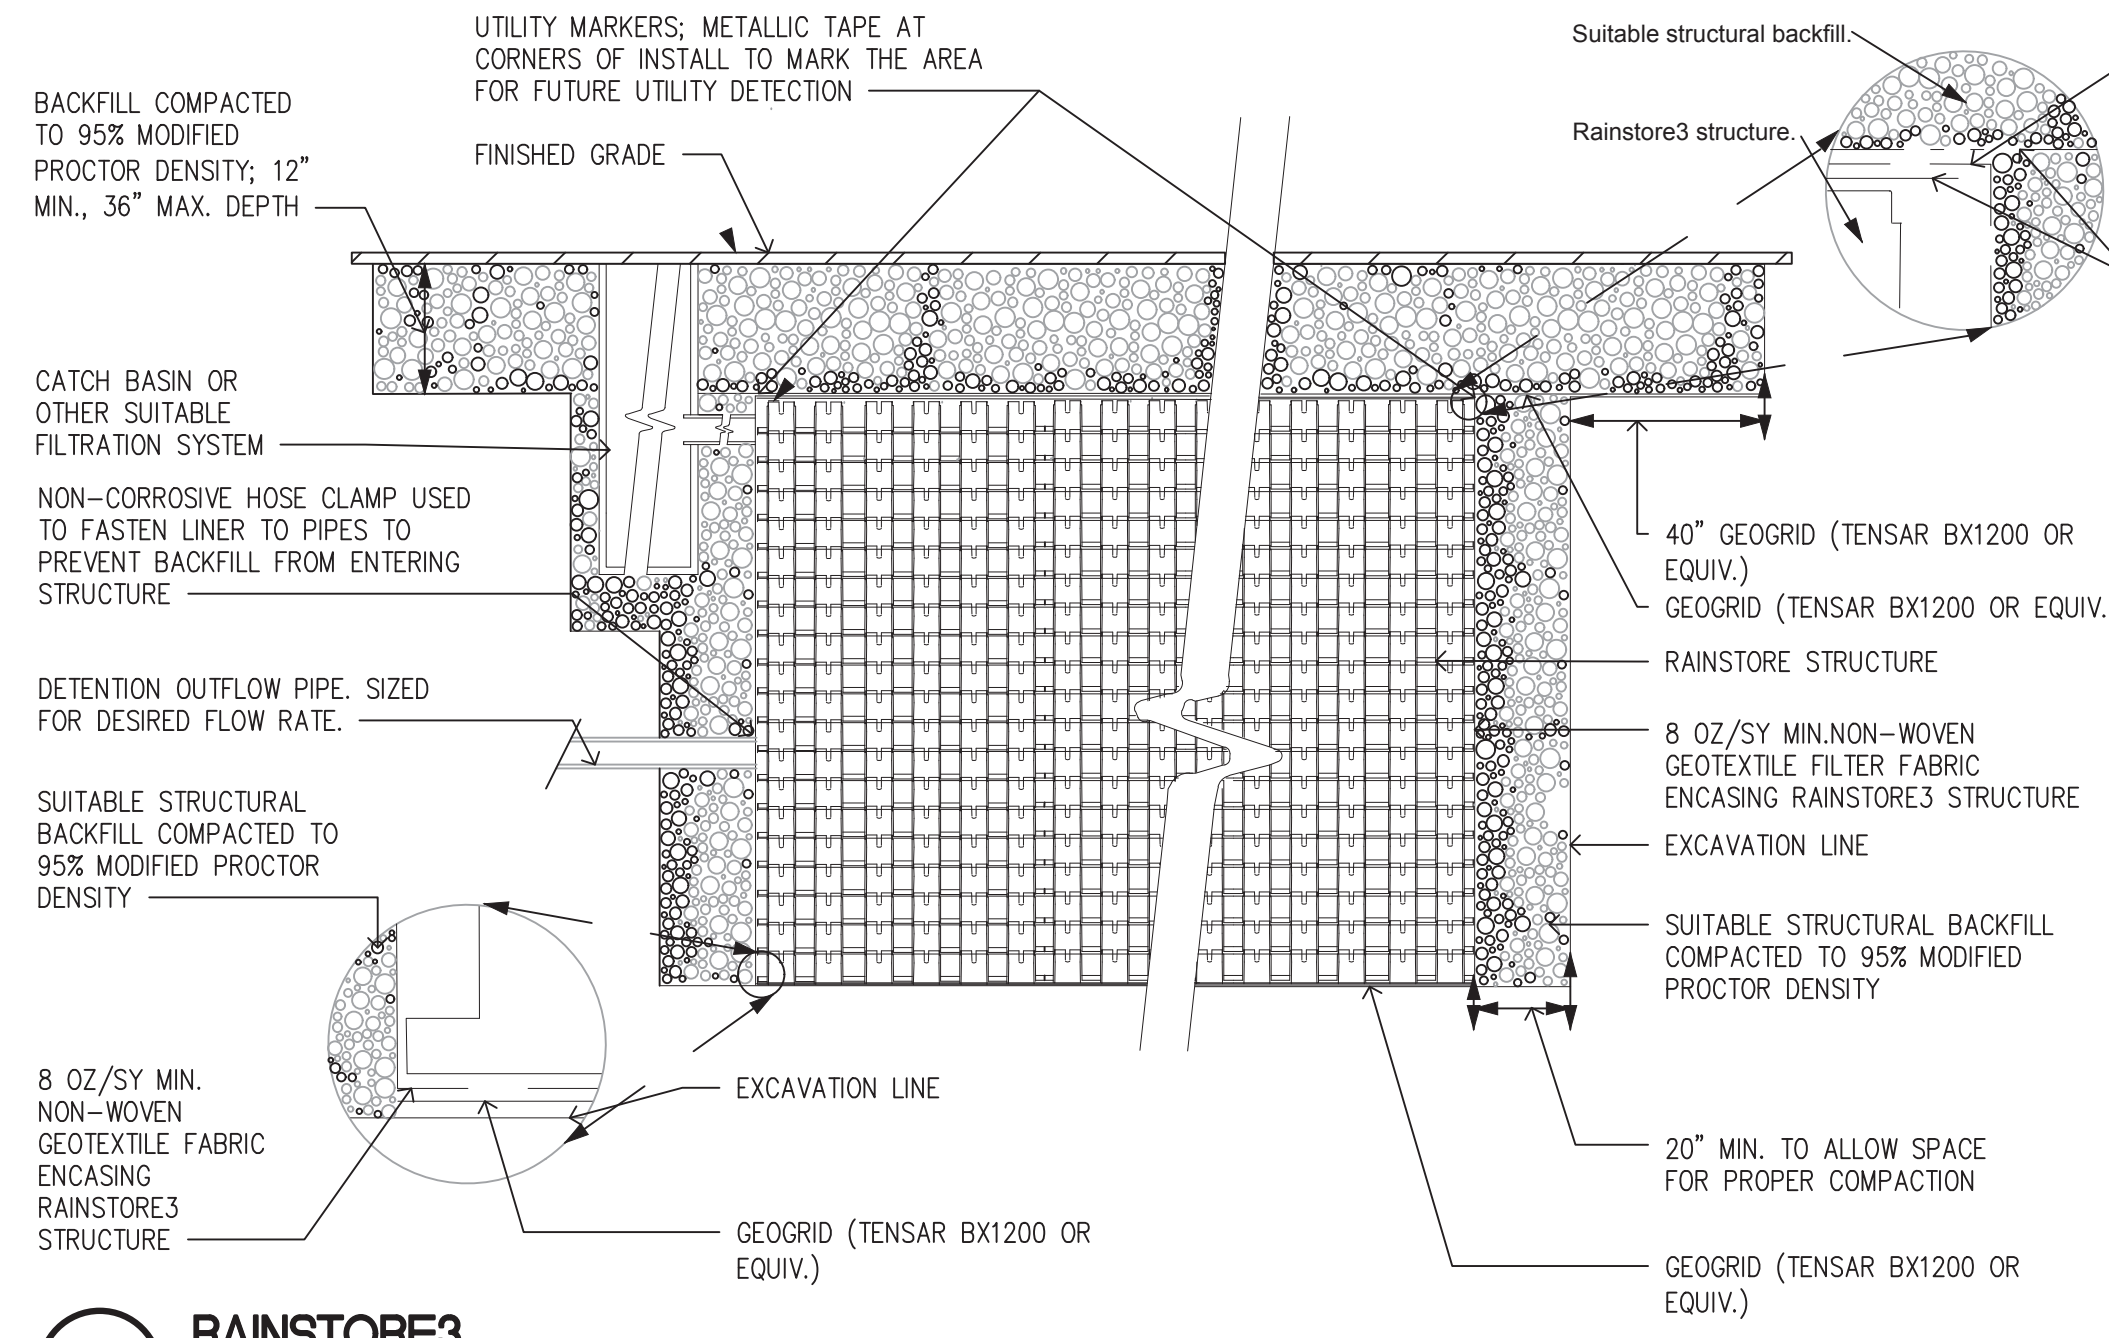 UTILITY MARKERS; METALLIC TAPE AT
CORNERS OF INSTALL TO MARK THE AREA
FOR FUTURE UTILITY DETECTION
FINISHED GRADE
BACKFILL COMPACTED
TO 95% MODIFIED
PROCTOR DENSITY; 12”
MIN., 36” MAX. DEPTH
CATCH BASIN OR
OTHER SUITABLE
FILTRATION SYSTEM
NON-CORROSIVE HOSE CLAMP USED
TO FASTEN LINER TO PIPES TO
PREVENT BACKFILL FROM ENTERING
STRUCTURE
DETENTION OUTFLOW PIPE. SIZED
FOR DESIRED FLOW RATE.
SUITABLE STRUCTURAL
BACKFILL COMPACTED TO
95% MODIFIED PROCTOR
DENSITY
8 OZ/SY MIN.
NON-WOVEN
GEOTEXTILE FABRIC
ENCASING
RAINSTORE3
STRUCTURE
EXCAVATION LINE
GEOGRID (TENSAR BX1200 OR
EQUIV.)
Suitable structural backfill.
Rainstore3 structure.
40” GEOGRID (TENSAR BX1200 OR
EQUIV.)
GEOGRID (TENSAR BX1200 OR EQUIV.
RAINSTORE STRUCTURE
8 OZ/SY MIN.NON-WOVEN
GEOTEXTILE FILTER FABRIC
ENCASING RAINSTORE3 STRUCTURE
EXCAVATION LINE
SUITABLE STRUCTURAL BACKFILL
COMPACTED TO 95% MODIFIED
PROCTOR DENSITY
20” MIN. TO ALLOW SPACE
FOR PROPER COMPACTION
GEOGRID (TENSAR BX1200 OR
EQUIV.)
RAINSTORE3